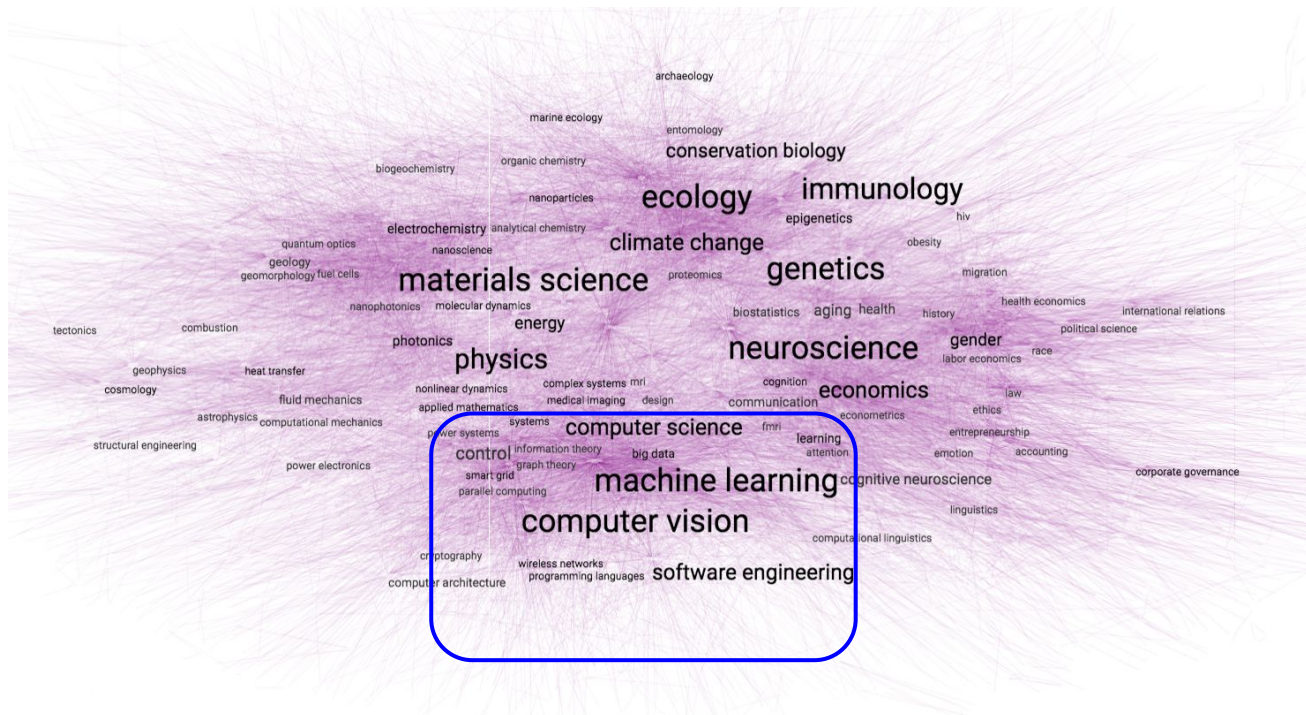 archaeology
marine ecology
entomology
conservation biology
organic chemistry
biogeochemistry
immunology
ecology
nanoparticles
epigenetics
hiv
electrochemistry
analytical chemistry
climate change
obesity
quantum optics
nanoscience
geology
genetics
migration
geomorphology
fuel cells
proteomics
materials science
health economics
nanophotonics
molecular dynamics
biostatistics
aging
health
history
international relations
energy
tectonics
combustion
political science
photonics
gender
neuroscience
race
physics
labor economics
geophysics
heat transfer
cosmology
nonlinear dynamics
complex systems
mri
cognition
economics
law
fluid mechanics
medical imaging
design
communication
applied mathematics
ethics
astrophysics
computational mechanics
systems
computer science
fmri
econometrics
power systems
learning
entrepreneurship
structural engineering
control
information theory
big data
attention
emotion
accounting
power electronics
graph theory
smart grid
machine learning
cognitive neuroscience
corporate governance
parallel computing
linguistics
computer vision
computational linguistics
cryptography
wireless networks
programming languages
software engineering
computer architecture